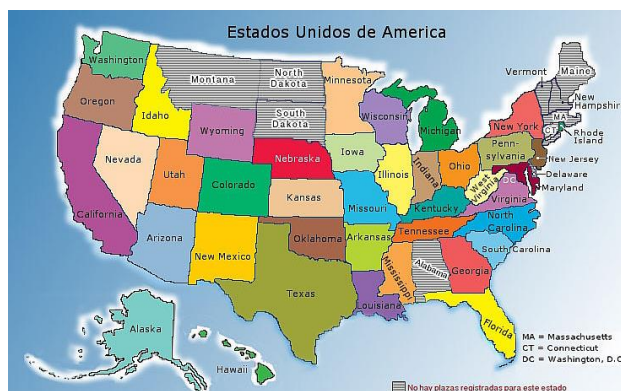 Estados Unidos de America
Washington
Oregon
Idaho
Montana
North
Dakota
South
Dakota
Minnesota
Wisconsin
Michigan
Vermont
Maine
New
Hampshire
MA
CT
Rhode
Island
New York
Penn-
sylvania
New Jersey
Delaware
Maryland
DC
Wyoming
Nebraska
Iowa
Illinois
Indiana
Ohio
West
Virginia
Virginia
Nevada
Utah
Colorado
Kansas
Missouri
Kentucky
North
Carolina
South Carolina
Tennessee
California
Arizona
New Mexico
Oklahoma
Arkansas
Mississippi
Alabama
Georgia
Texas
Louisiana
Florida
Alaska
Hawaii
MA = Massachusetts
CT = Connecticut
DC = Washington, D.C
No hay plazas registradas para este estado